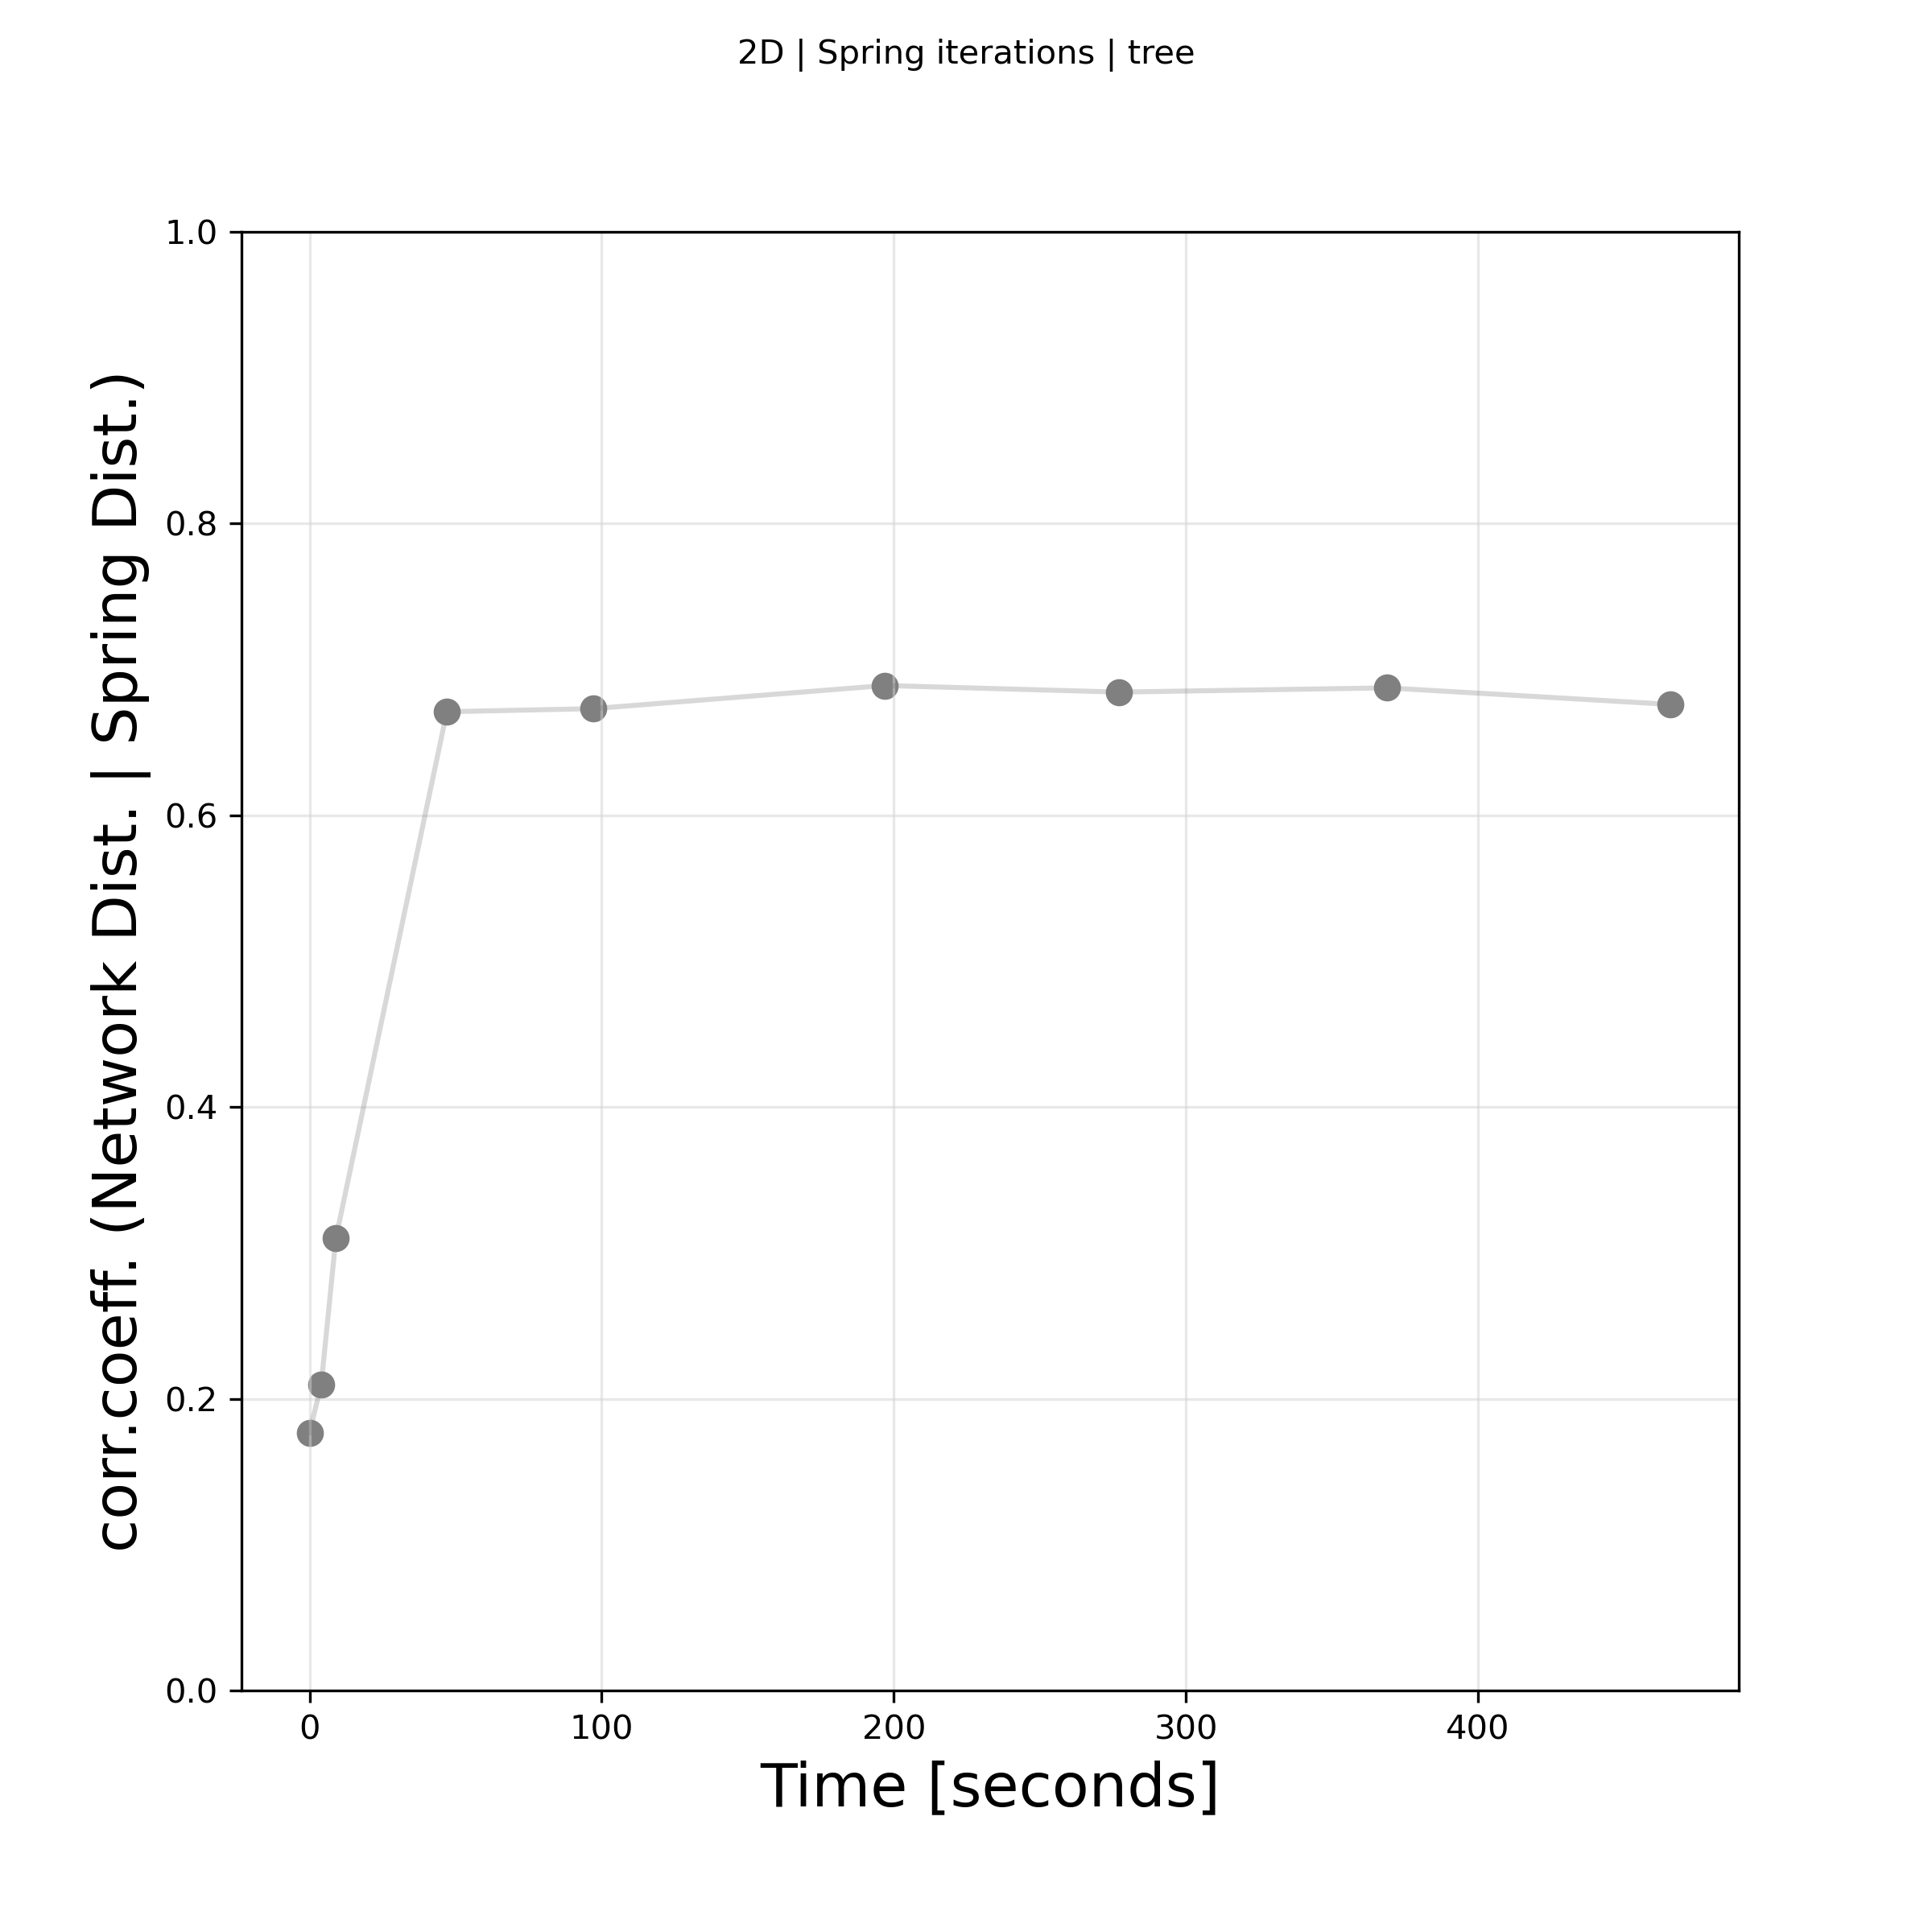 2D | Spring iterations | tree
corr.coeff. (Network Dist. | Spring Dist.)
1.0
0.8
0.6
0.4
0.2
0.0
0 100 200 300 400
Time [seconds]